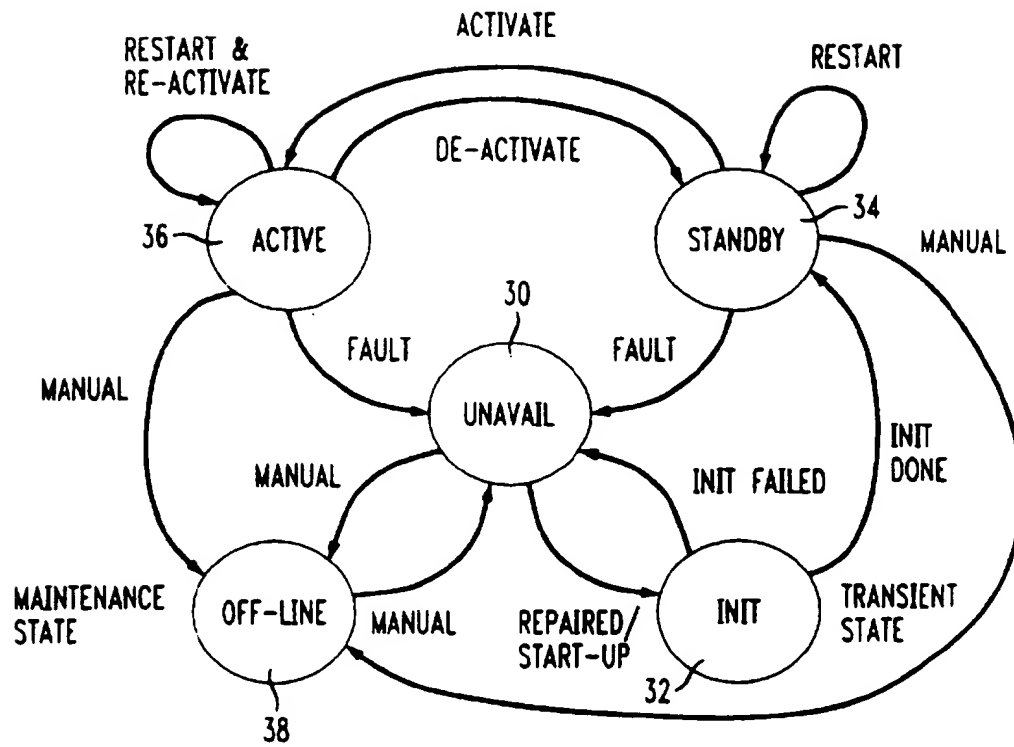 ACTIVATE
RESTART &
RE-ACTIVATE
RESTART
DE-ACTIVATE
36
ACTIVE
STANDBY
34
MANUAL
30
FAULT
FAULT
MANUAL
UNAVAIL
INIT
DONE
MANUAL
INIT FAILED
MAINTENANCE
STATE
OFF-LINE
MANUAL
REPAIRED/
START-UP
INIT
TRANSIENT
STATE
32
38